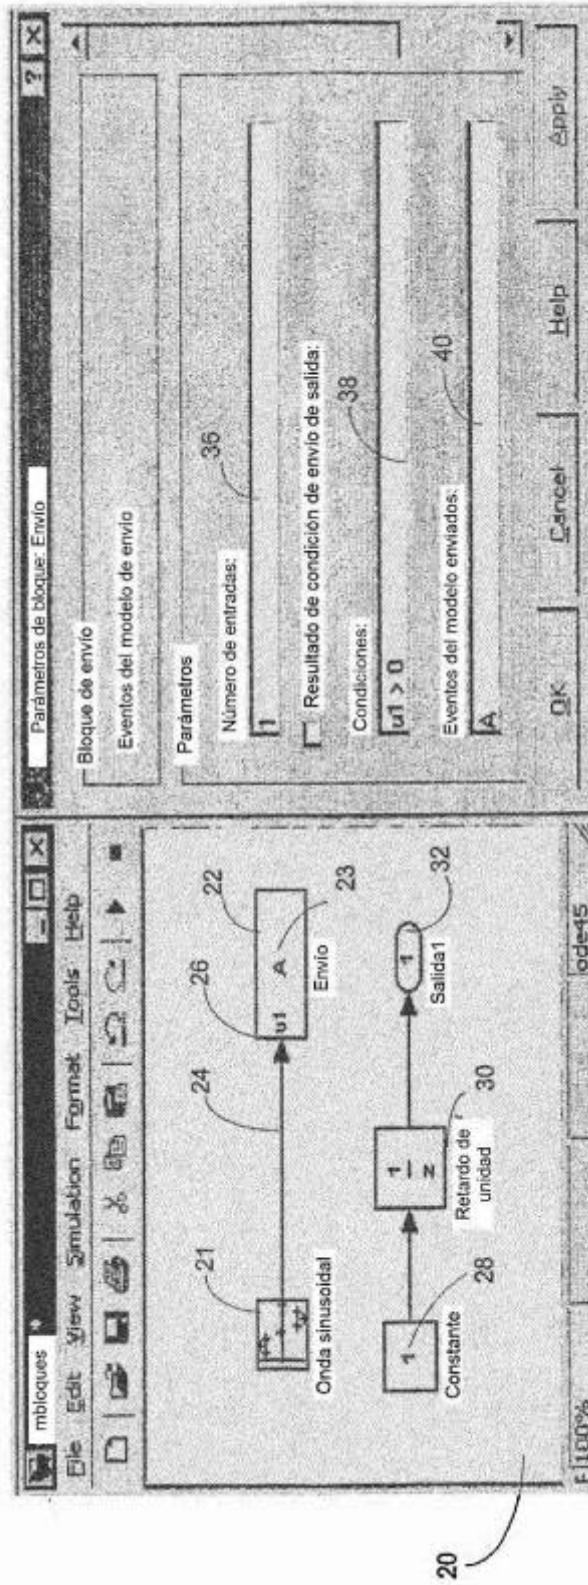 mbloques *
File Edit View Simulation Format Tools Help
21
24
26
22
23
u1 A
Onda sinusoidal
Envío
1
28
1
z
30
1
32
Constante
Retardo de
unidad
Salida1
100%
ode45
20
Parámetros de bloque: Envío
? X
Bloque de envío
Eventos del modelo de envío
Parámetros
Número de entradas:
36
1
Resultado de condición de envío de salida:
Condiciones:
38
u1 > 0
Eventos del modelo enviados:
40
A
OK Cancel Help Apply